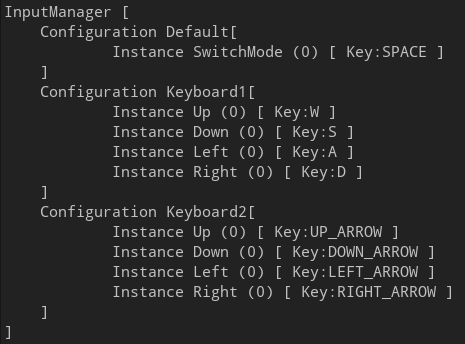 InputManager [
    Configuration Default[
            Instance SwitchMode (0) [ Key:SPACE ]
    ]
    Configuration Keyboard1[
            Instance Up (0) [ Key:W ]
            Instance Down (0) [ Key:S ]
            Instance Left (0) [ Key:A ]
            Instance Right (0) [ Key:D ]
    ]
    Configuration Keyboard2[
            Instance Up (0) [ Key:UP_ARROW ]
            Instance Down (0) [ Key:DOWN_ARROW ]
            Instance Left (0) [ Key:LEFT_ARROW ]
            Instance Right (0) [ Key:RIGHT_ARROW ]
    ]
]